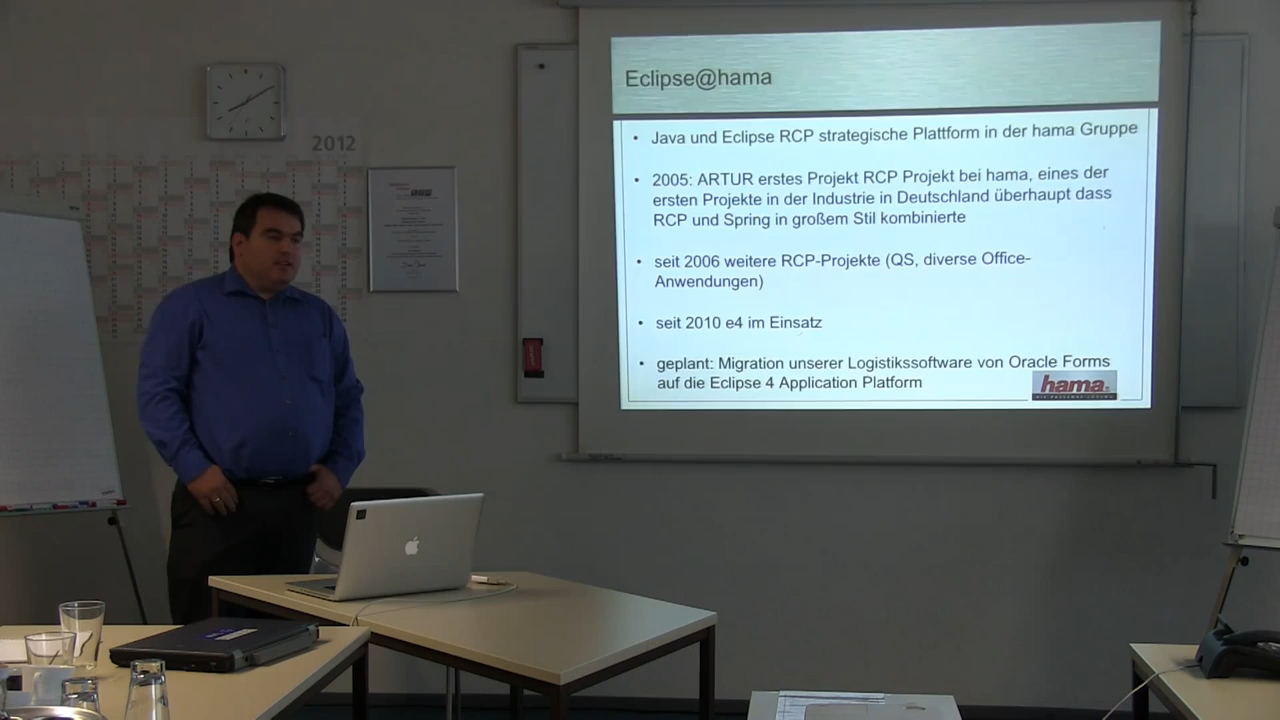 2012
Eclipse@hama
• Java und Eclipse RCP strategische Plattform in der hama Gruppe
• 2005: ARTUR erstes Projekt RCP Projekt bei hama, eines der
ersten Projekte in der Industrie in Deutschland überhaupt dass
RCP und Spring in großem Stil kombinierte
• seit 2006 weitere RCP-Projekte (QS, diverse Office-
Anwendungen)
• seit 2010 e4 im Einsatz
• geplant: Migration unserer Logistikssoftware von Oracle Forms
auf die Eclipse 4 Application Platform
hama.